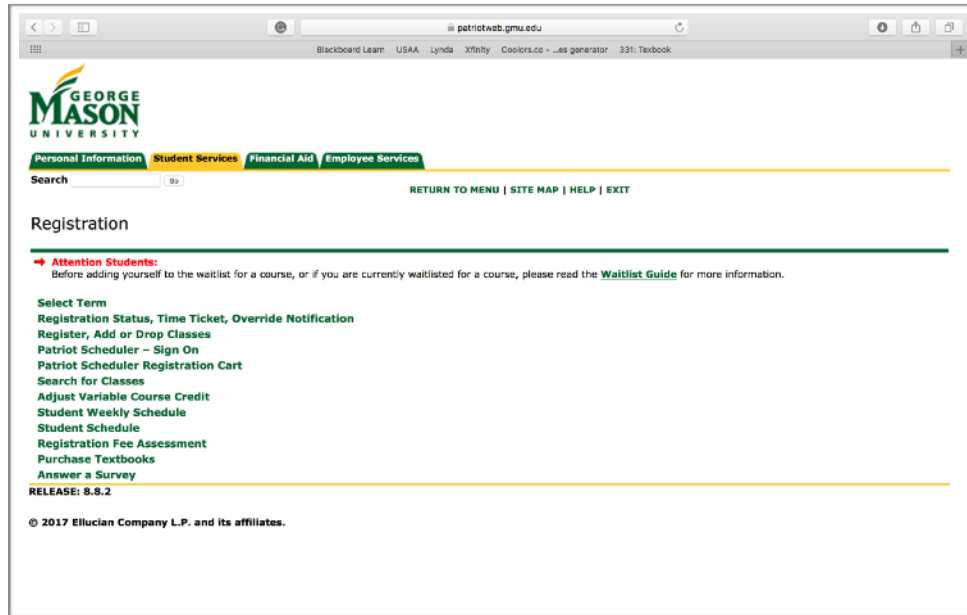 patriotweb.gmu.edu
Blackboard Learn USAA Lynda Xfinity Coolors.co - ...es generator 331: Texbook
GEORGE
MASON
UNIVERSITY
Personal Information Student Services Financial Aid Employee Services
Search Go
RETURN TO MENU | SITE MAP | HELP | EXIT
Registration
Attention Students:
Before adding yourself to the waitlist for a course, or if you are currently waitlisted for a course, please read the Waitlist Guide for more information.
Select Term
Registration Status, Time Ticket, Override Notification
Register, Add or Drop Classes
Patriot Scheduler – Sign On
Patriot Scheduler Registration Cart
Search for Classes
Adjust Variable Course Credit
Student Weekly Schedule
Student Schedule
Registration Fee Assessment
Purchase Textbooks
Answer a Survey
RELEASE: 8.8.2
© 2017 Ellucian Company L.P. and its affiliates.